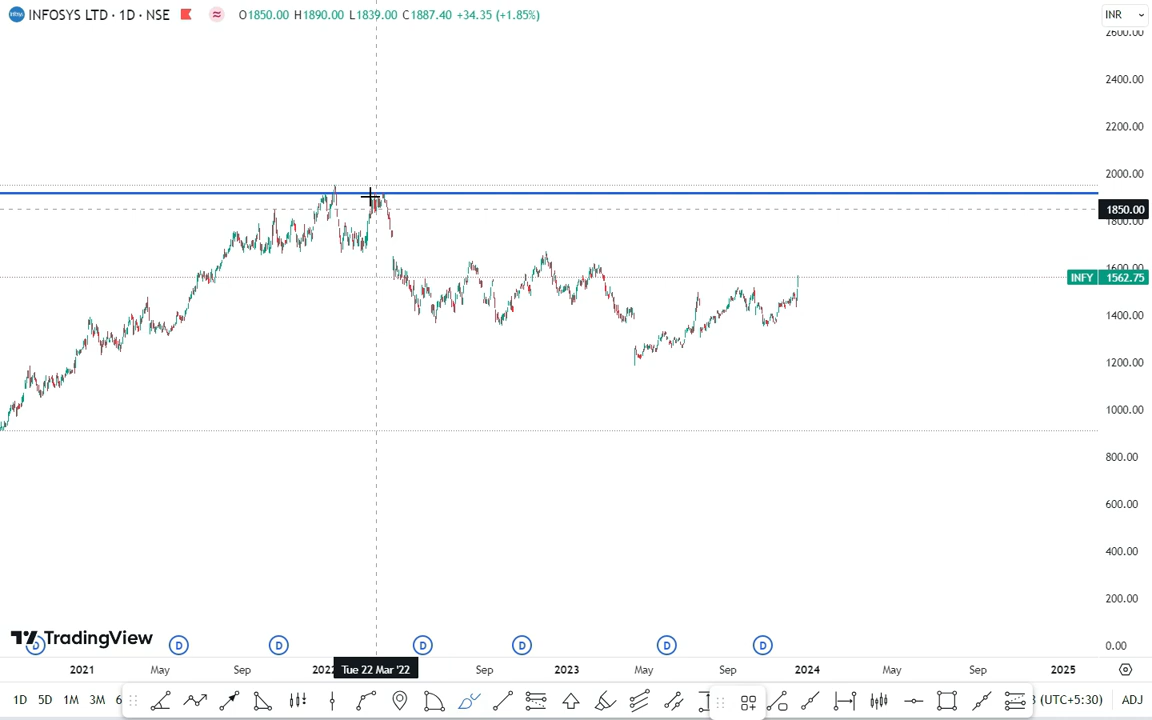 INFOSYS LTD · 1D · NSE O1850.00 H1890.00 L1839.00 C1887.40 +34.35 (+1.85%)
INR
2600.00
2400.00
2200.00
2000.00
1850.00
1800.00
1600.00
INFY 1562.75
1400.00
1200.00
1000.00
800.00
600.00
400.00
200.00
0.00
D D D D D D D
TradingView
2021 May Sep 2022 Tue 22 Mar '22 Sep 2023 May Sep 2024 May Sep 2025
1D 5D 1M 3M 6 (UTC+5:30) ADJ